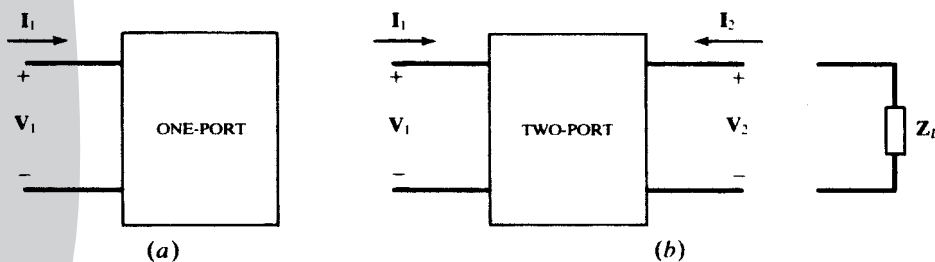 I₁ I₁ I₂
+ + +
V₁ ONE-PORT V₁ TWO-PORT V₂ Z_L
− − −
(a) (b)